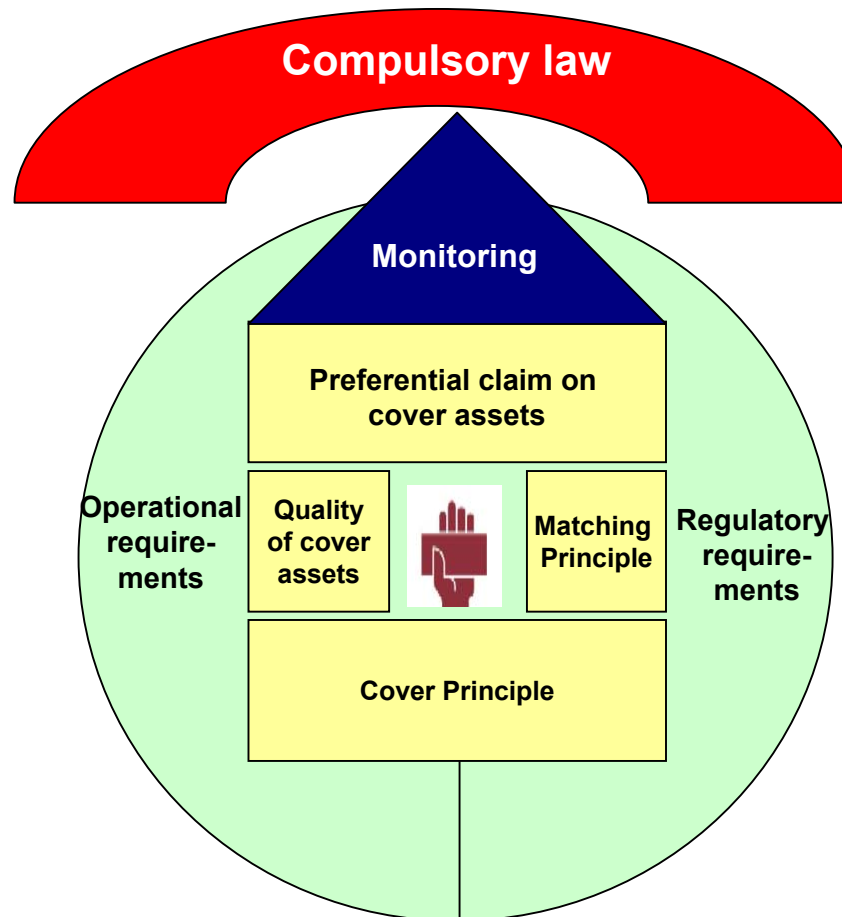 Compulsory law
Monitoring
Preferential claim on
cover assets
Operational
require-
ments
Quality
of cover
assets
Matching
Principle
Regulatory
require-
ments
Cover Principle